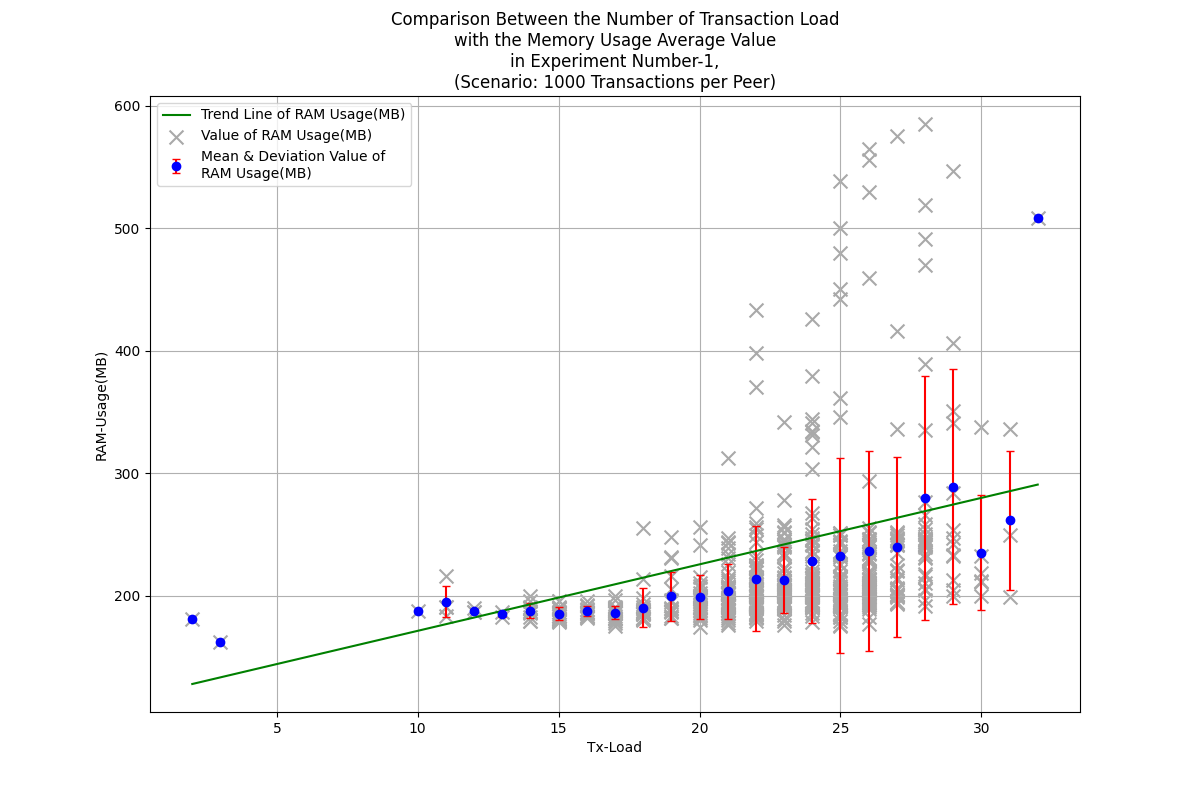 Comparison Between the Number of Transaction Load
with the Memory Usage Average Value
in Experiment Number-1,
(Scenario: 1000 Transactions per Peer)
Trend Line of RAM Usage(MB)
Value of RAM Usage(MB)
Mean & Deviation Value of
RAM Usage(MB)
RAM-Usage(MB)
600
500
400
300
200
5 10 15 20 25 30
Tx-Load